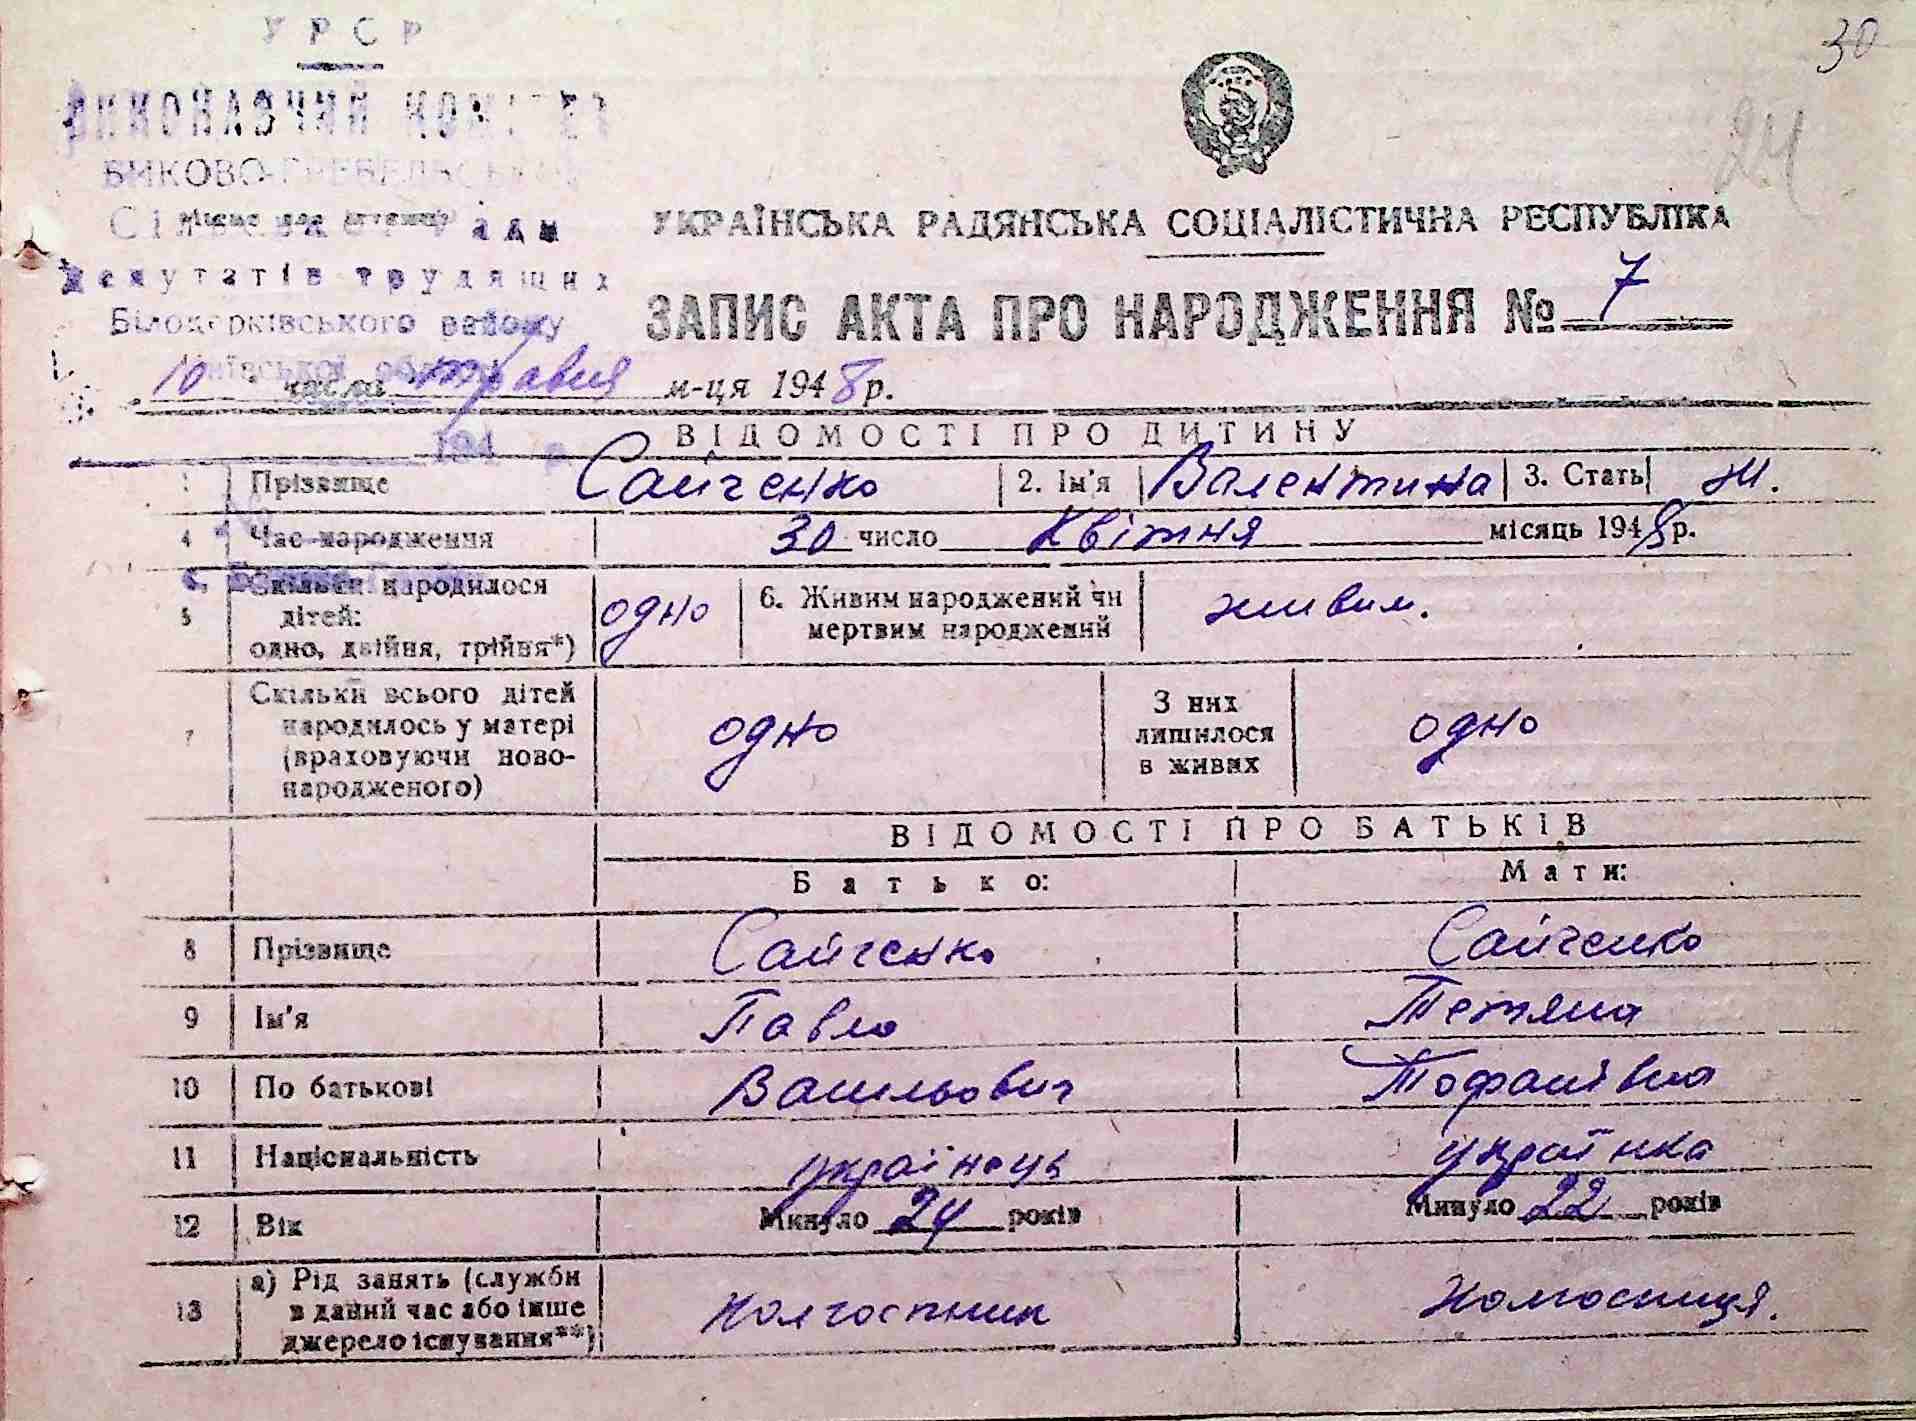 30
24
УРСР
ВИКОНАВЧИЙ КОМІТЕТ
БИКОВО-ГРЕБЕЛЬСЬКОЇ
Сільської Ради
депутатів трудящих
Білоцерківського району
Київської області
194 р.
УКРАЇНСЬКА РАДЯНСЬКА СОЦІАЛІСТИЧНА РЕСПУБЛІКА
ЗАПИС АКТА ПРО НАРОДЖЕННЯ № 7
„10“ числа травня м-ця 1948 р.
ВІДОМОСТІ ПРО ДИТИНУ
1 Прізвище Сайченко 2. Ім'я Валентина 3. Стать ж.
4 Час народження 30 число Квітня місяць 1948 р.
5 Скільки народилося дітей: одно, двійня, трійня*) одно 6. Живим народжений чи мертвим народжений живим.
7 Скільки всього дітей народилось у матері (враховуючи новонародженого) одно З них лишилося в живих одно
ВІДОМОСТІ ПРО БАТЬКІВ
Батько: Мати:
8 Прізвище Сайченко Сайченко
9 Ім'я Павло Тетяна
10 По батькові Васильович Тофаніївна
11 Національність українець українка
12 Вік Минуло 24 років Минуло 22 років
13 а) Рід занять (служби в даний час або інше джерело існування**) Колгоспник Колгоспниця.